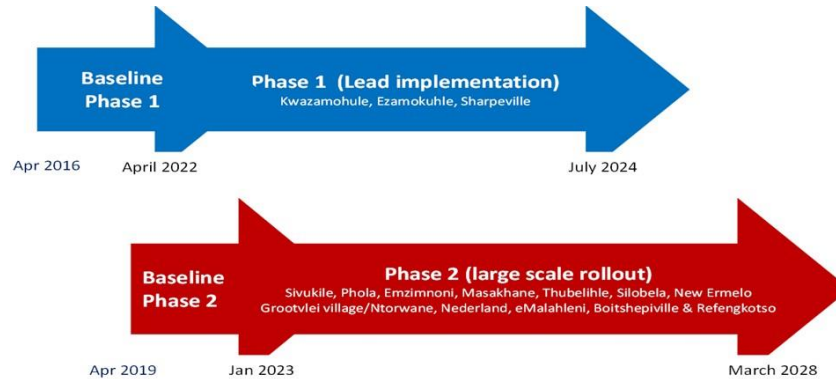 Baseline
Phase 1
Phase 1 (Lead implementation)
Kwazamohule, Ezamokuhle, Sharpeville
Apr 2016
April 2022
July 2024
Baseline
Phase 2
Phase 2 (large scale rollout)
Sivukile, Phola, Emzimnoni, Masakhane, Thubelihle, Silobela, New Ermelo
Grootvlei village/Ntorwane, Nederland, eMalahleni, Boitshepiville & Refengkotso
Apr 2019
Jan 2023
March 2028